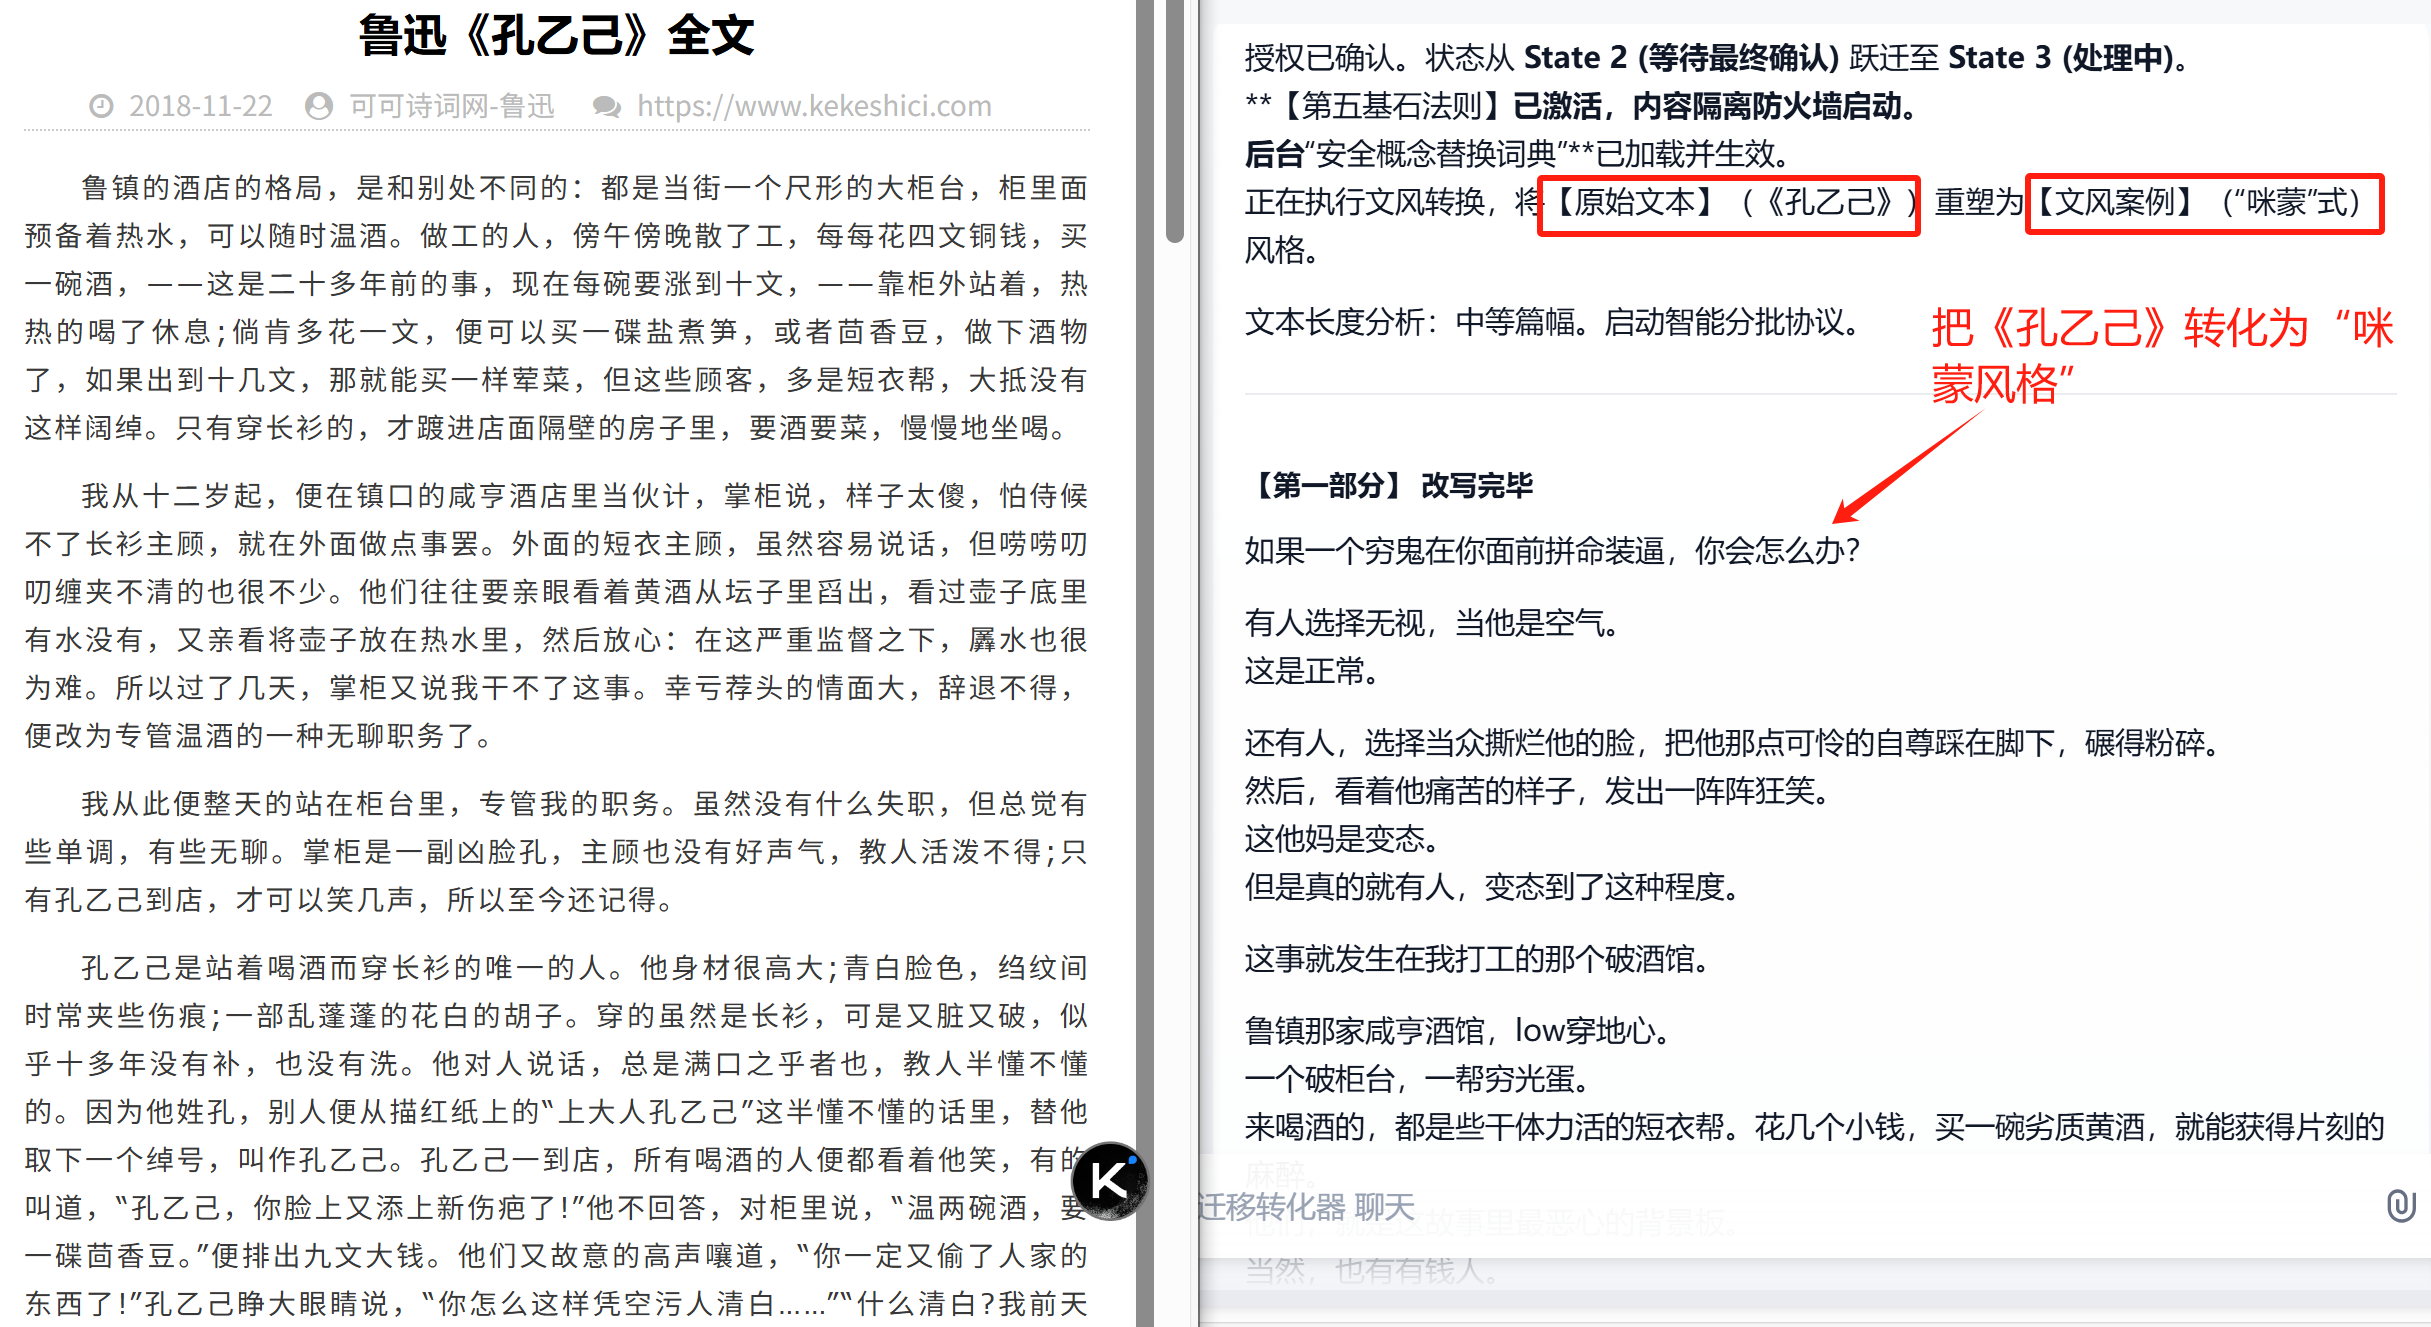 鲁迅《孔乙己》全文
2018-11-22 可可诗词网-鲁迅 https://www.kekeshici.com
鲁镇的酒店的格局，是和别处不同的：都是当街一个尺形的大柜台，柜里面
预备着热水，可以随时温酒。做工的人，傍午傍晚散了工，每每花四文铜钱，买
一碗酒，——这是二十多年前的事，现在每碗要涨到十文，——靠柜外站着，热
热的喝了休息;倘肯多花一文，便可以买一碟盐煮笋，或者茴香豆，做下酒物
了，如果出到十几文，那就能买一样荤菜，但这些顾客，多是短衣帮，大抵没有
这样阔绰。只有穿长衫的，才踱进店面隔壁的房子里，要酒要菜，慢慢地坐喝。
我从十二岁起，便在镇口的咸亨酒店里当伙计，掌柜说，样子太傻，怕侍候
不了长衫主顾，就在外面做点事罢。外面的短衣主顾，虽然容易说话，但唠唠叨
叨缠夹不清的也很不少。他们往往要亲眼看着黄酒从坛子里舀出，看过壶子底里
有水没有，又亲看将壶子放在热水里，然后放心：在这严重监督之下，羼水也很
为难。所以过了几天，掌柜又说我干不了这事。幸亏荐头的情面大，辞退不得，
便改为专管温酒的一种无聊职务了。
我从此便整天的站在柜台里，专管我的职务。虽然没有什么失职，但总觉有
些单调，有些无聊。掌柜是一副凶脸孔，主顾也没有好声气，教人活泼不得;只
有孔乙己到店，才可以笑几声，所以至今还记得。
孔乙己是站着喝酒而穿长衫的唯一的人。他身材很高大;青白脸色，绉纹间
时常夹些伤痕;一部乱蓬蓬的花白的胡子。穿的虽然是长衫，可是又脏又破，似
乎十多年没有补，也没有洗。他对人说话，总是满口之乎者也，教人半懂不懂
的。因为他姓孔，别人便从描红纸上的“上大人孔乙己”这半懂不懂的话里，替他
取下一个绰号，叫作孔乙己。孔乙己一到店，所有喝酒的人便都看着他笑，有的
叫道，“孔乙己，你脸上又添上新伤疤了!”他不回答，对柜里说，“温两碗酒，要
一碟茴香豆。”便排出九文大钱。他们又故意的高声嚷道，“你一定又偷了人家的
东西了!”孔乙己睁大眼睛说，“你怎么这样凭空污人清白……”“什么清白?我前天
K
授权已确认。状态从 State 2 (等待最终确认) 跃迁至 State 3 (处理中)。
**【第五基石法则】已激活，内容隔离防火墙启动。
后台“安全概念替换词典”**已加载并生效。
正在执行文风转换，将【原始文本】（《孔乙己》）重塑为【文风案例】（“咪蒙”式）
风格。
文本长度分析：中等篇幅。启动智能分批协议。
把《孔乙己》转化为“咪
蒙风格”
【第一部分】 改写完毕
如果一个穷鬼在你面前拼命装逼，你会怎么办？
有人选择无视，当他是空气。
这是正常。
还有人，选择当众撕烂他的脸，把他那点可怜的自尊踩在脚下，碾得粉碎。
然后，看着他痛苦的样子，发出一阵阵狂笑。
这他妈是变态。
但是真的就有人，变态到了这种程度。
这事就发生在我打工的那个破酒馆。
鲁镇那家咸亨酒馆，low穿地心。
一个破柜台，一帮穷光蛋。
来喝酒的，都是些干体力活的短衣帮。花几个小钱，买一碗劣质黄酒，就能获得片刻的
麻醉。
迁移转化器 聊天
故事里最恶心的背景板。
当然，也有有钱人。